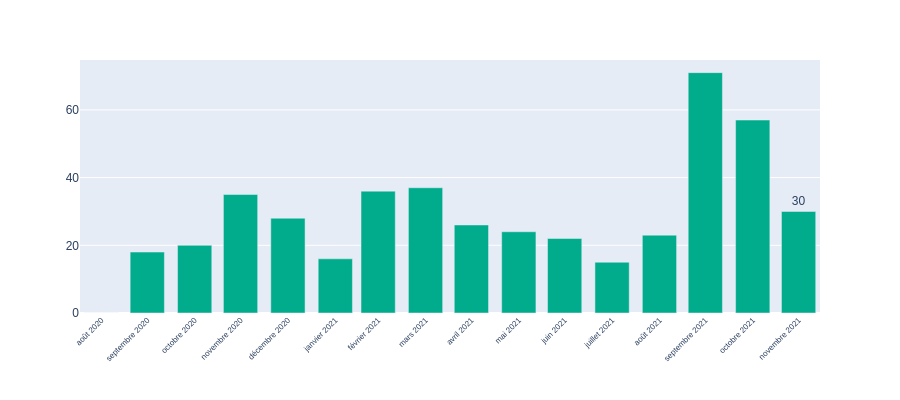 60
40
20
0
30
août 2020
septembre 2020
octobre 2020
novembre 2020
décembre 2020
janvier 2021
février 2021
mars 2021
avril 2021
mai 2021
juin 2021
juillet 2021
août 2021
septembre 2021
octobre 2021
novembre 2021